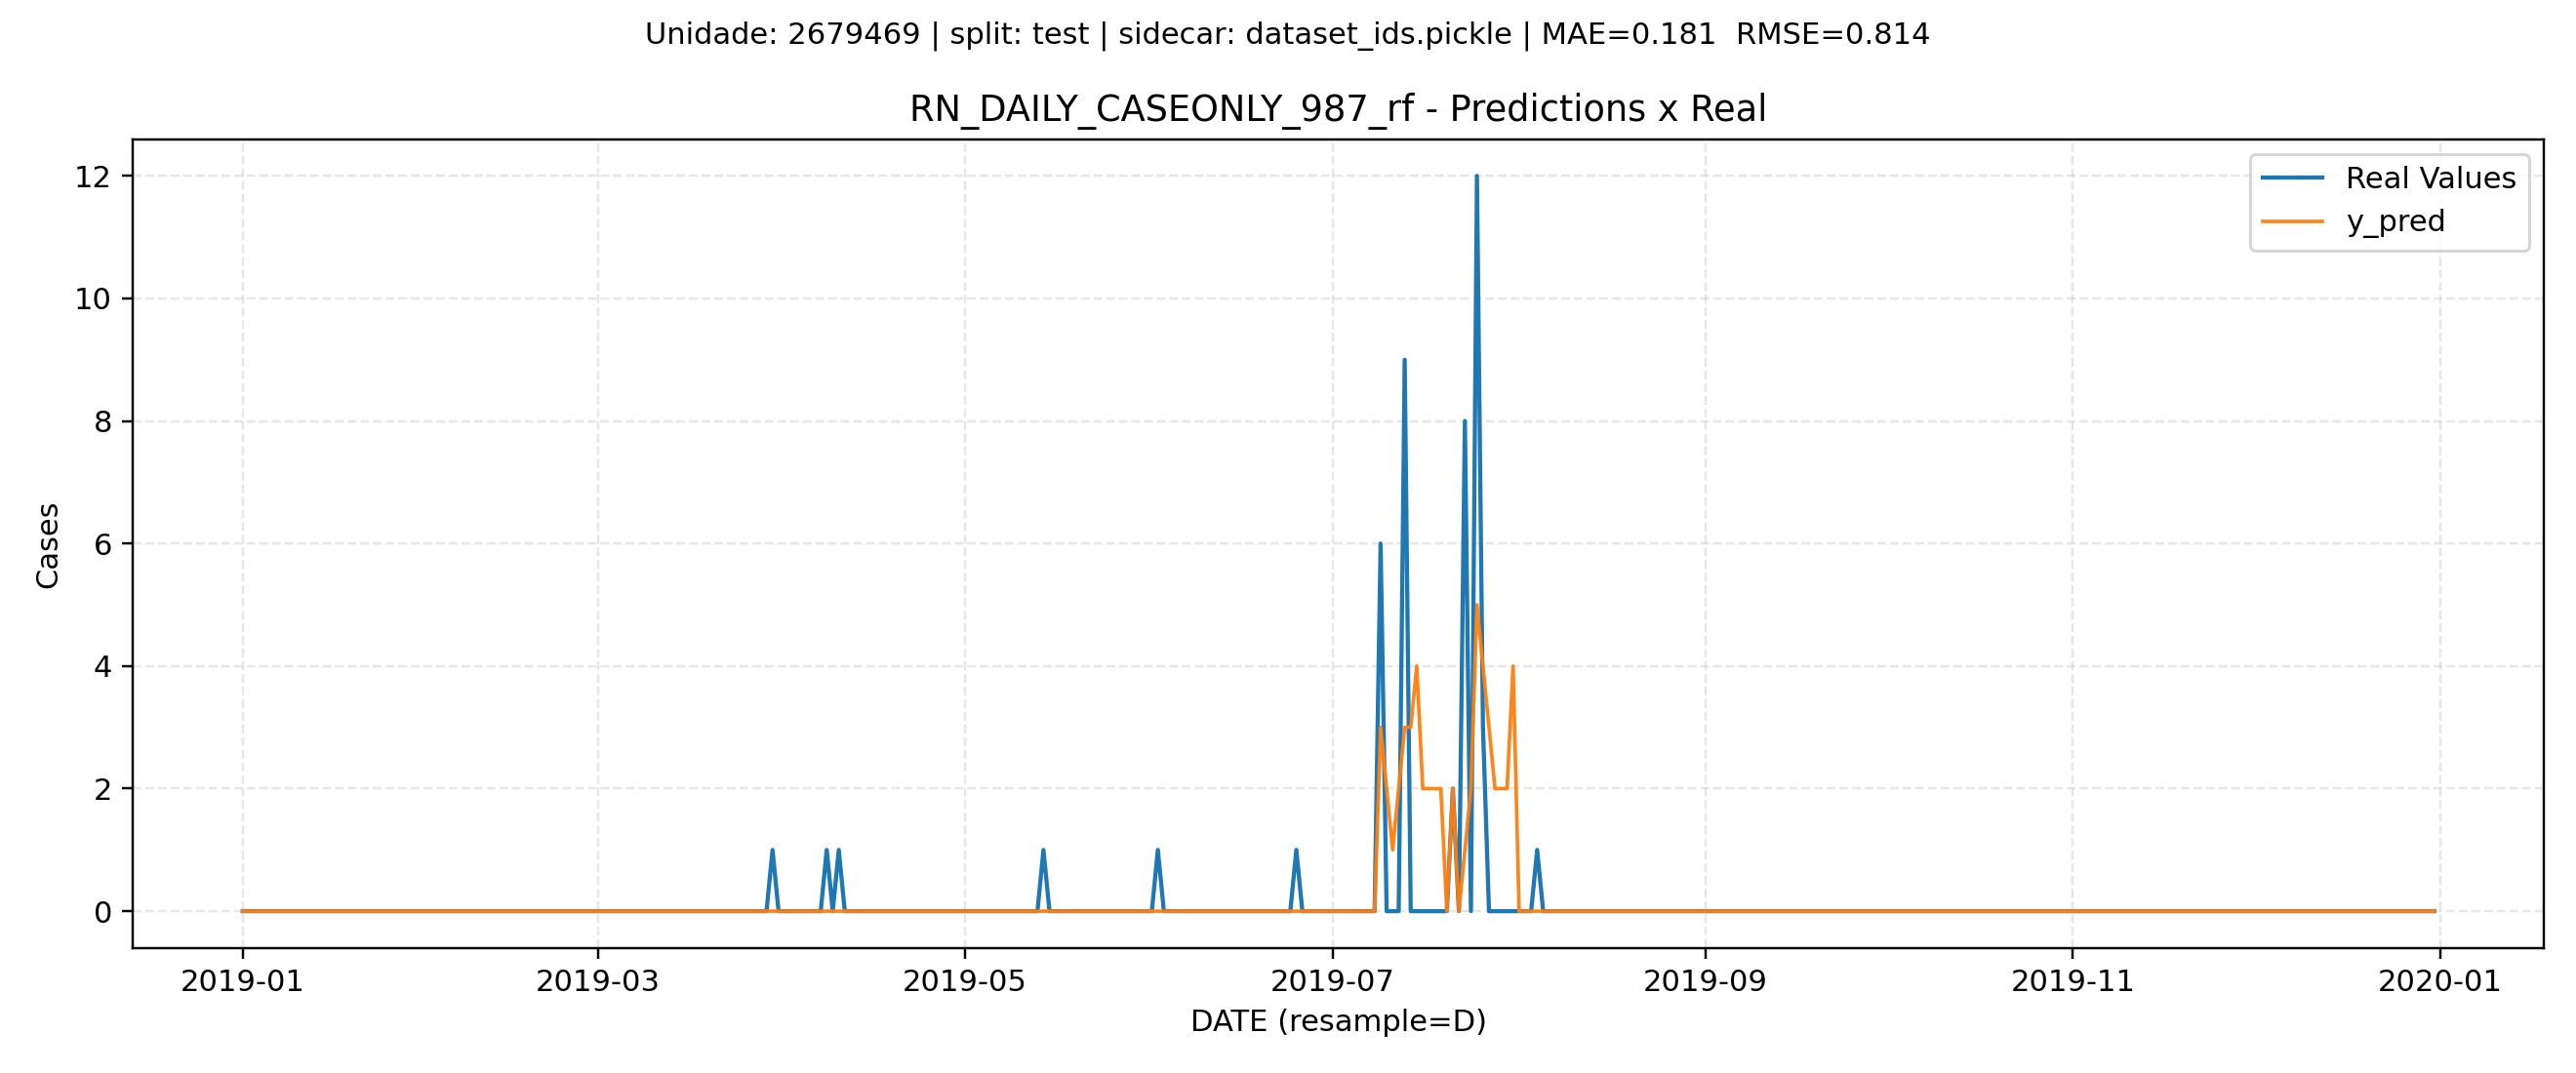 Unidade: 2679469 | split: test | sidecar: dataset_ids.pickle | MAE=0.181  RMSE=0.814
RN_DAILY_CASEONLY_987_rf - Predictions x Real
Real Values
y_pred
Cases
12
10
8
6
4
2
0
2019-01
2019-03
2019-05
2019-07
2019-09
2019-11
2020-01
DATE (resample=D)